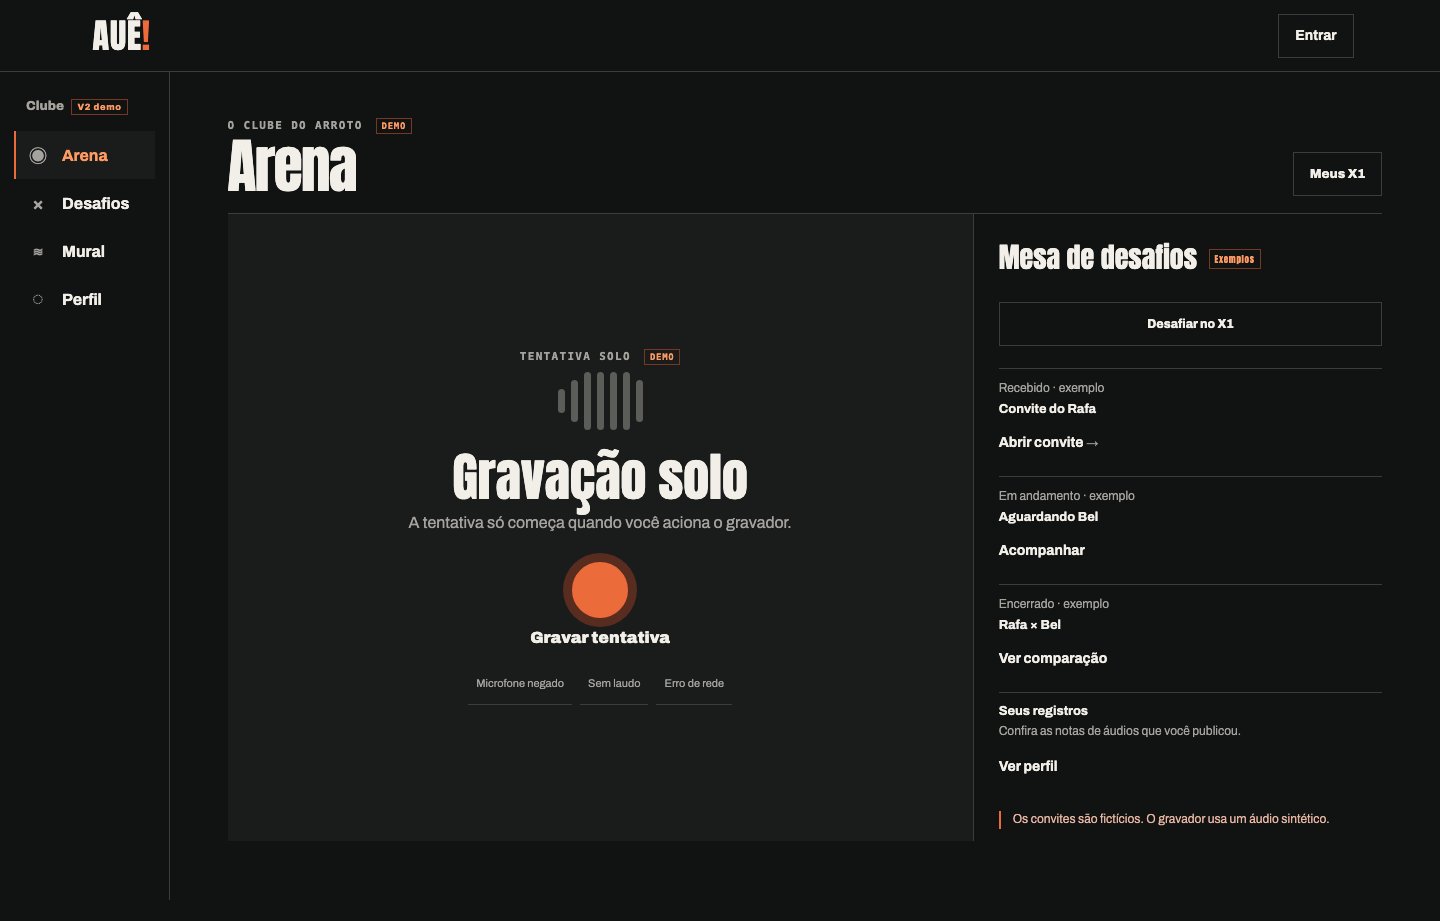 AUÊ!
Entrar
Clube V2 demo
Arena
Desafios
Mural
Perfil
O CLUBE DO ARROTO DEMO
Arena
Meus X1
TENTATIVA SOLO DEMO
Gravação solo
A tentativa só começa quando você aciona o gravador.
Gravar tentativa
Microfone negado
Sem laudo
Erro de rede
Mesa de desafios Exemplos
Desafiar no X1
Recebido · exemplo
Convite do Rafa
Abrir convite →
Em andamento · exemplo
Aguardando Bel
Acompanhar
Encerrado · exemplo
Rafa × Bel
Ver comparação
Seus registros
Confira as notas de áudios que você publicou.
Ver perfil
Os convites são fictícios. O gravador usa um áudio sintético.